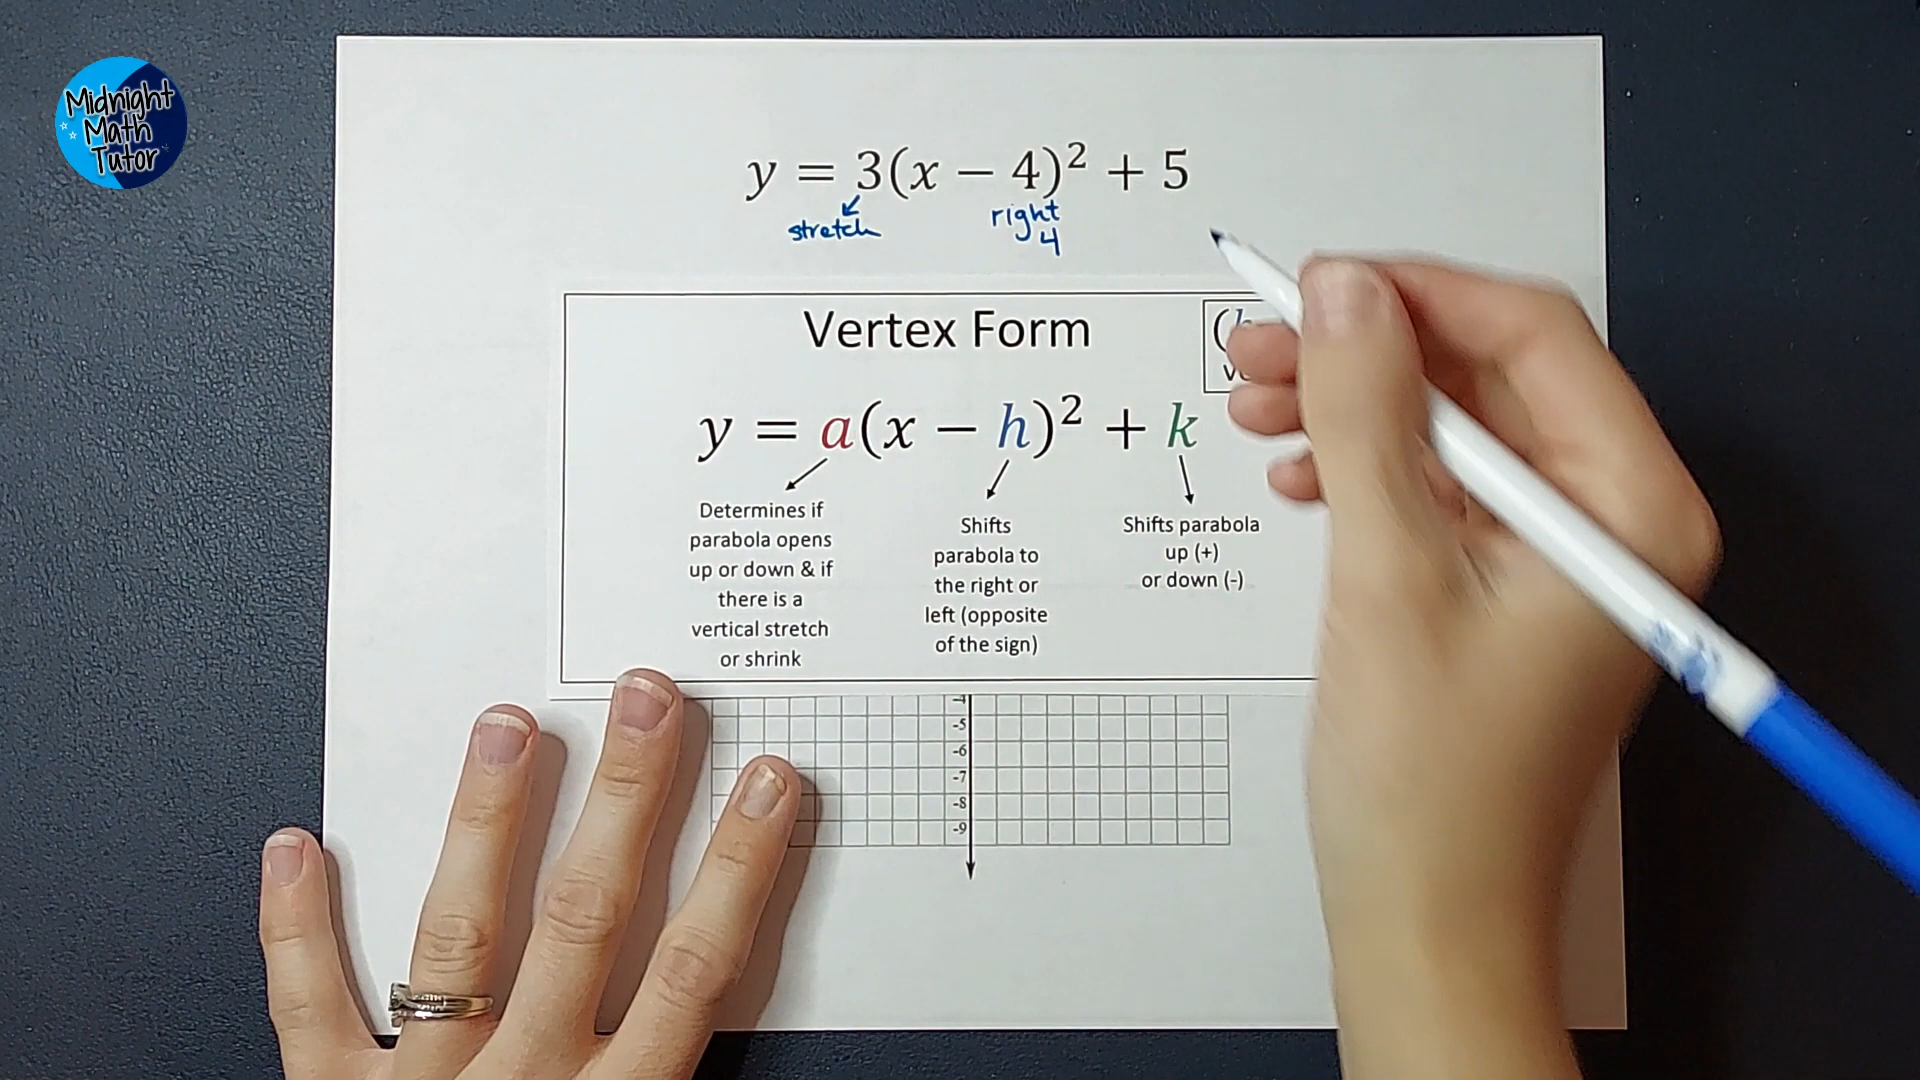 Midnight
Math
Tutor
y = 3(x − 4)² + 5
stretch
right
4
Vertex Form
(h
y = a(x − h)² + k
Determines if
parabola opens
up or down & if
there is a
vertical stretch
or shrink
Shifts
parabola to
the right or
left (opposite
of the sign)
Shifts parabola
up (+)
or down (-)
-5
-6
-7
-8
-9